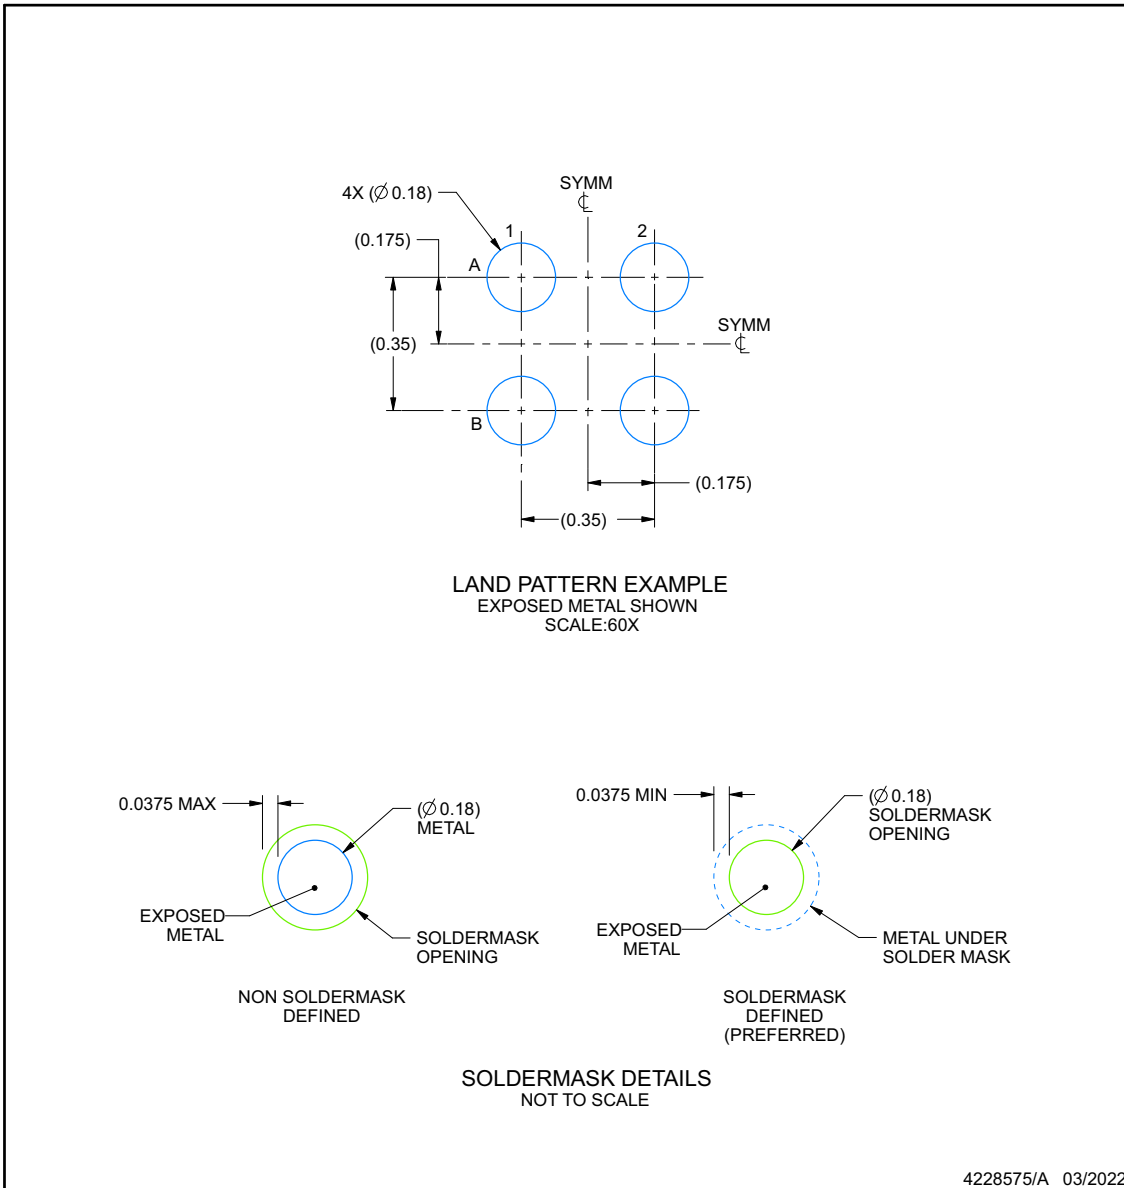 SYMM
℄
4X (∅ 0.18)
1
2
(0.175)
A
SYMM
℄
(0.35)
B
(0.175)
(0.35)
LAND PATTERN EXAMPLE
EXPOSED METAL SHOWN
SCALE:60X
0.0375 MAX
(∅ 0.18)
METAL
EXPOSED
METAL
SOLDERMASK
OPENING
NON SOLDERMASK
DEFINED
0.0375 MIN
(∅ 0.18)
SOLDERMASK
OPENING
EXPOSED
METAL
METAL UNDER
SOLDER MASK
SOLDERMASK
DEFINED
(PREFERRED)
SOLDERMASK DETAILS
NOT TO SCALE
4228575/A 03/2022